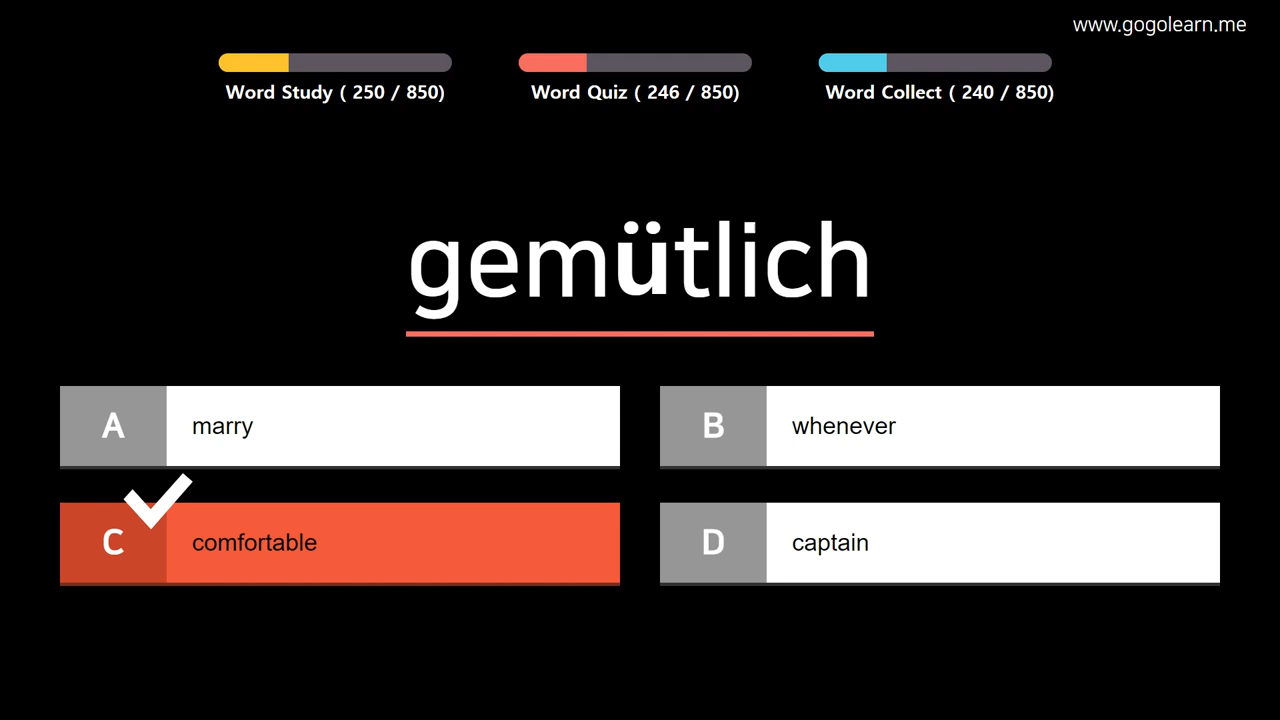 www.gogolearn.me
Word Study ( 250 / 850)
Word Quiz ( 246 / 850)
Word Collect ( 240 / 850)
gemütlich
A marry
B whenever
C comfortable
D captain